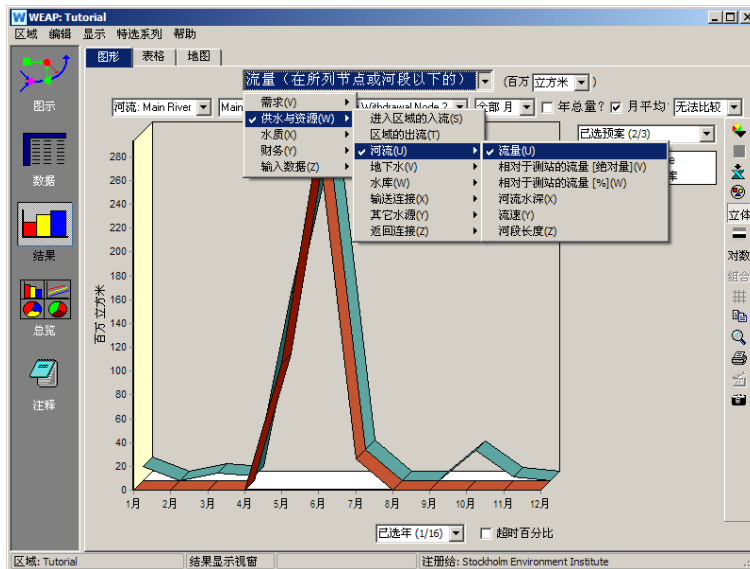 WEAP: Tutorial
区域 编辑 显示 特选系列 帮助
图形 表格 地图
流量（在所列节点或河段以下的） (百万 立方米 )
河流: Main River Main Withdrawal Node 2 全部 月 年总量? 月平均 无法比较
需求(V)
供水与资源(W)
水质(X)
财务(Y)
输入数据(Z)
进入区域的入流(S)
区域的出流(T)
河流(U)
地下水(V)
水库(W)
输送连接(X)
其它水源(Y)
返回连接(Z)
流量(U)
相对于测站的流量 [绝对量](V)
相对于测站的流量 [%](W)
河流水深(X)
流速(Y)
河段长度(Z)
已选预案 (2/3)
e
库
图示
数据
结果
总览
注释
立体
对数
组合
百万 立方米
280
260
240
220
200
180
160
140
120
100
80
60
40
20
0
1月 2月 3月 4月 5月 6月 7月 8月 9月 10月 11月 12月
已选年 (1/16) 超时百分比
区域: Tutorial 结果显示视窗 注册给: Stockholm Environment Institute